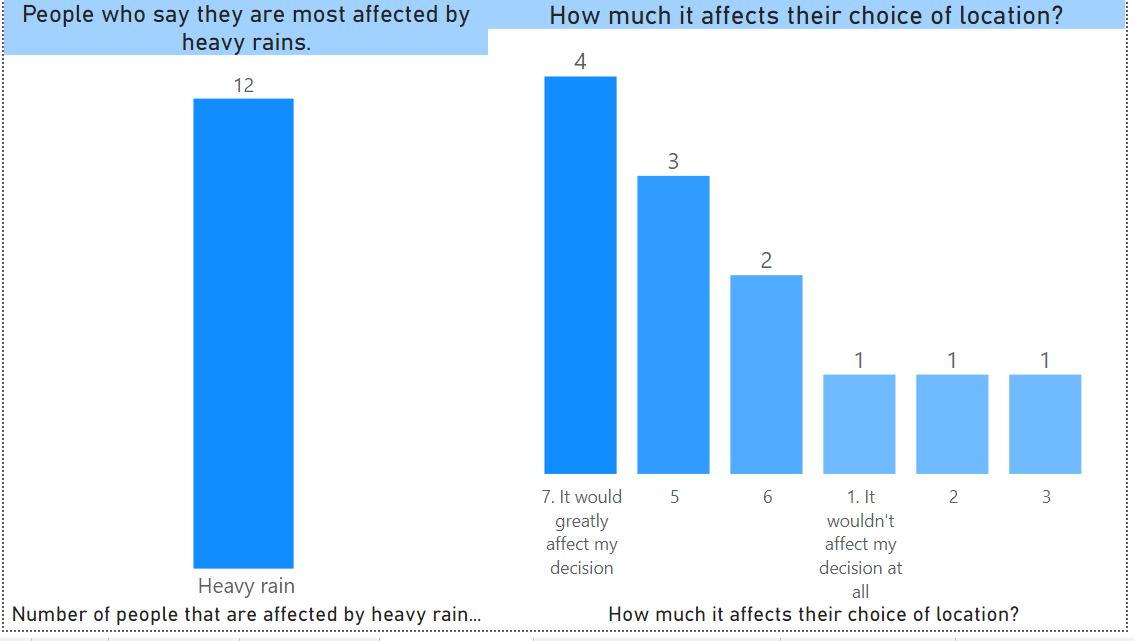 People who say they are most affected by
heavy rains.
12
Heavy rain
Number of people that are affected by heavy rain...
How much it affects their choice of location?
4
3
2
1
1
1
7. It would
greatly
affect my
decision
5
6
1. It
wouldn't
affect my
decision at
all
2
3
How much it affects their choice of location?